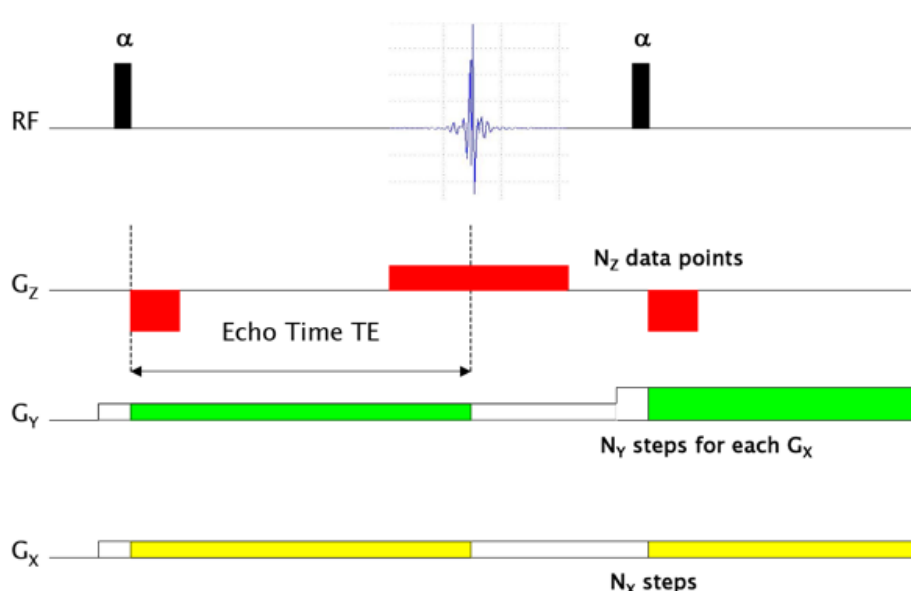 α α
RF
N_Z data points
G_Z
Echo Time TE
G_Y
N_Y steps for each G_X
G_X
N_X steps